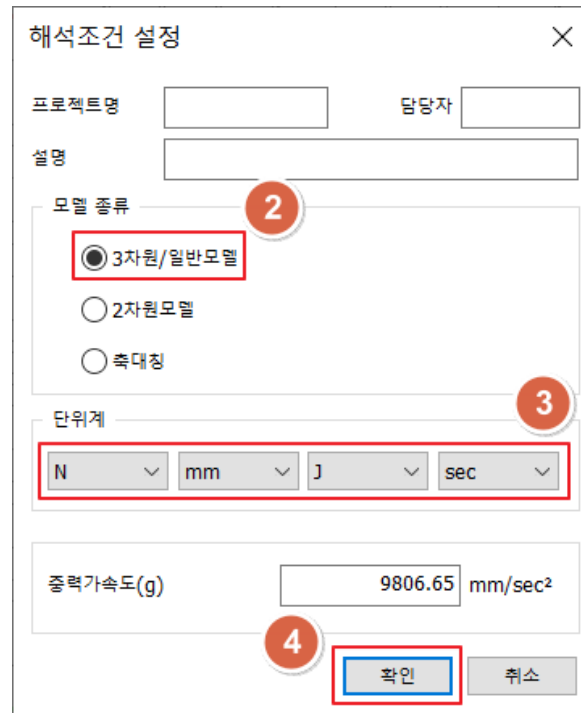 해석조건 설정
프로젝트명 담당자
설명
모델 종류 2
3차원/일반모델
2차원모델
축대칭
3
단위계
N mm J sec
중력가속도(g) 9806.65 mm/sec²
4
확인 취소